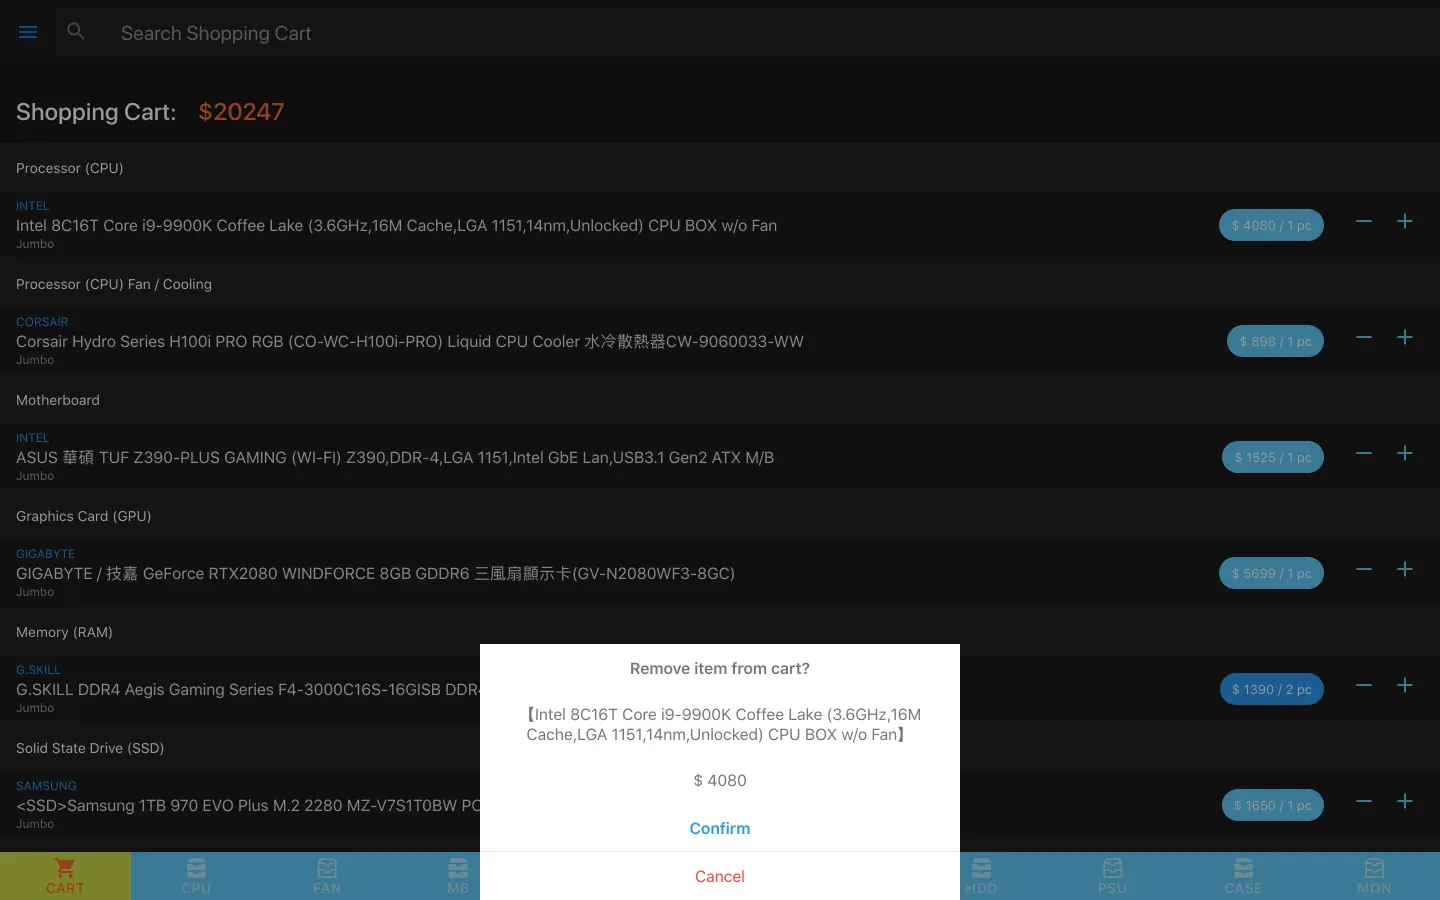 Search Shopping Cart
Shopping Cart: $20247
Processor (CPU)
INTEL
Intel 8C16T Core i9-9900K Coffee Lake (3.6GHz,16M Cache,LGA 1151,14nm,Unlocked) CPU BOX w/o Fan
$ 4080 / 1 pc
Jumbo
Processor (CPU) Fan / Cooling
CORSAIR
Corsair Hydro Series H100i PRO RGB (CO-WC-H100i-PRO) Liquid CPU Cooler 水冷散熱器CW-9060033-WW
$ 898 / 1 pc
Jumbo
Motherboard
INTEL
ASUS 華碩 TUF Z390-PLUS GAMING (WI-FI) Z390,DDR-4,LGA 1151,Intel GbE Lan,USB3.1 Gen2 ATX M/B
$ 1525 / 1 pc
Jumbo
Graphics Card (GPU)
GIGABYTE
GIGABYTE / 技嘉 GeForce RTX2080 WINDFORCE 8GB GDDR6 三風扇顯示卡(GV-N2080WF3-8GC)
$ 5699 / 1 pc
Jumbo
Memory (RAM)
G.SKILL
G.SKILL DDR4 Aegis Gaming Series F4-3000C16S-16GISB DDR4
$ 1390 / 2 pc
Jumbo
Solid State Drive (SSD)
SAMSUNG
<SSD>Samsung 1TB 970 EVO Plus M.2 2280 MZ-V7S1T0BW PC
$ 1650 / 1 pc
Jumbo
Remove item from cart?
【Intel 8C16T Core i9-9900K Coffee Lake (3.6GHz,16M
Cache,LGA 1151,14nm,Unlocked) CPU BOX w/o Fan】
$ 4080
Confirm
Cancel
CART
CPU
FAN
MB
HDD
PSU
CASE
MON